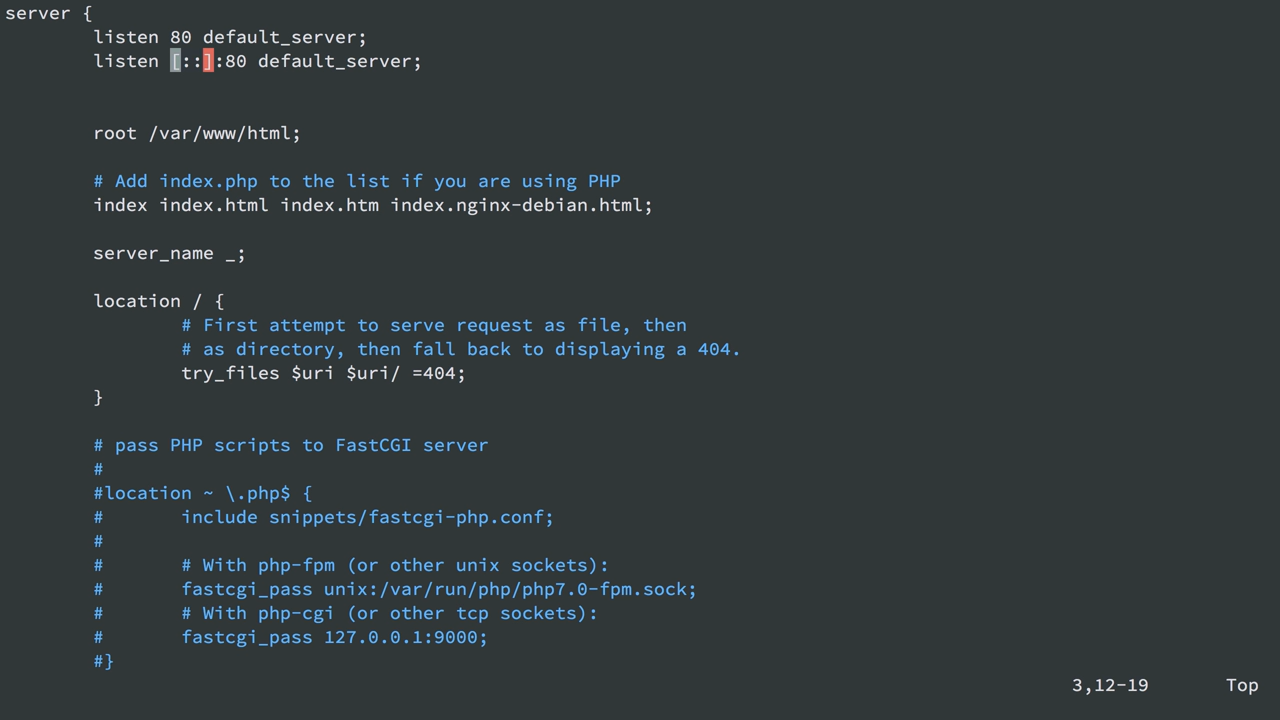 server {
listen 80 default_server;
listen [::]:80 default_server;
root /var/www/html;
# Add index.php to the list if you are using PHP
index index.html index.htm index.nginx-debian.html;
server_name _;
location / {
# First attempt to serve request as file, then
# as directory, then fall back to displaying a 404.
try_files $uri $uri/ =404;
}
# pass PHP scripts to FastCGI server
#
#location ~ \.php$ {
# include snippets/fastcgi-php.conf;
#
# # With php-fpm (or other unix sockets):
# fastcgi_pass unix:/var/run/php/php7.0-fpm.sock;
# # With php-cgi (or other tcp sockets):
# fastcgi_pass 127.0.0.1:9000;
#}
3,12-19 Top